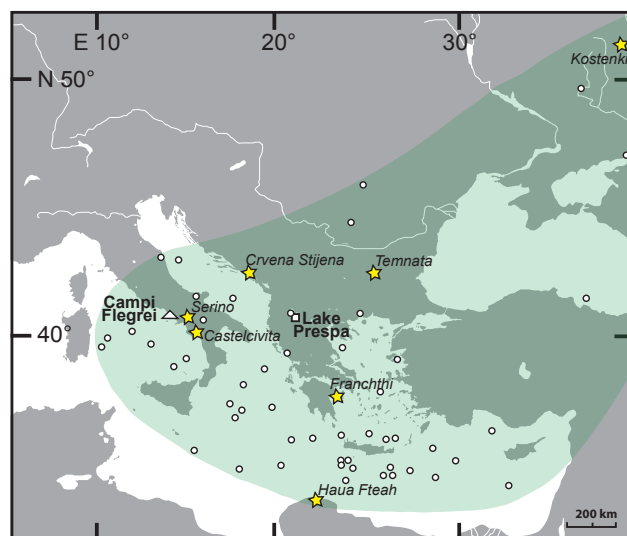 E 10° 20° 30°
N 50°
Kostenki
Crvena Stijena
Temnata
Campi
Flegrei
Serino
Lake
Prespa
Castelcivita
40°
Franchthi
Haua Fteah
200 km